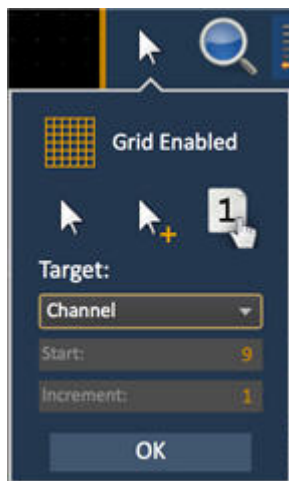 Grid Enabled
1
Target:
Channel
Start: 9
Increment: 1
OK